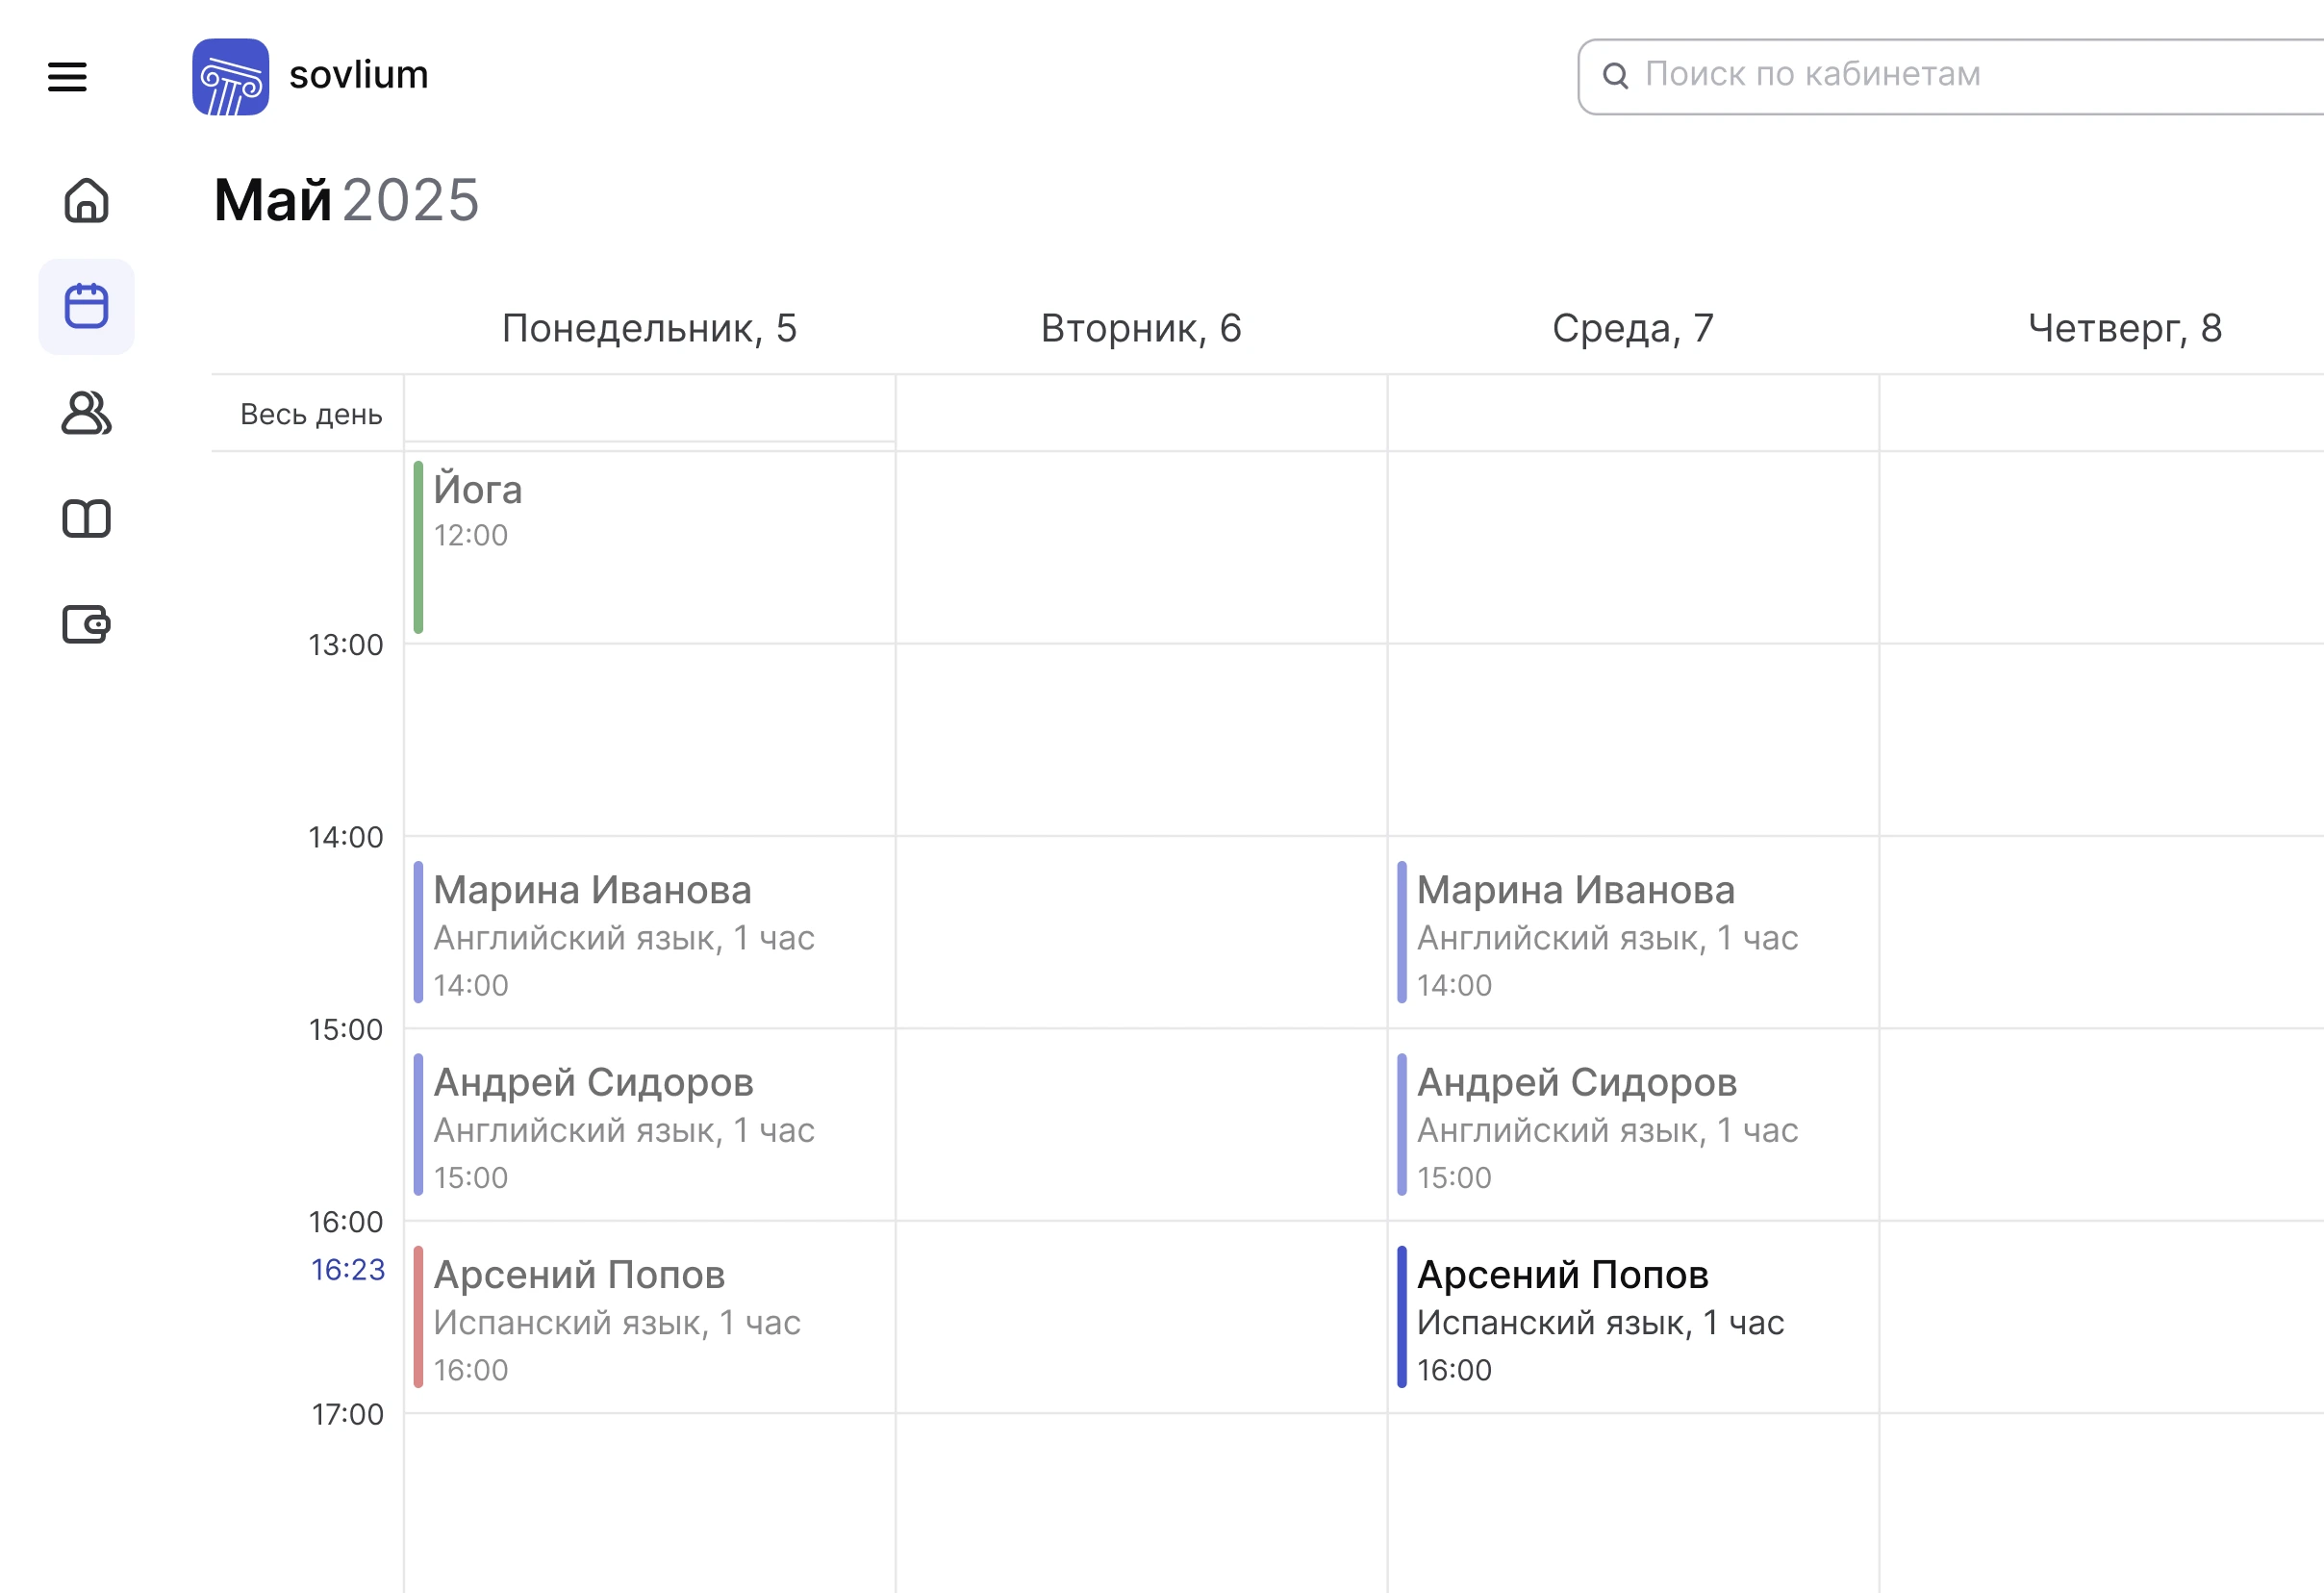 sovlium
Поиск по кабинетам
Май 2025
Понедельник, 5
Вторник, 6
Среда, 7
Четверг, 8
Весь день
Йога
12:00
13:00
14:00
Марина Иванова
Английский язык, 1 час
14:00
Марина Иванова
Английский язык, 1 час
14:00
15:00
Андрей Сидоров
Английский язык, 1 час
15:00
Андрей Сидоров
Английский язык, 1 час
15:00
16:00
16:23
Арсений Попов
Испанский язык, 1 час
16:00
Арсений Попов
Испанский язык, 1 час
16:00
17:00